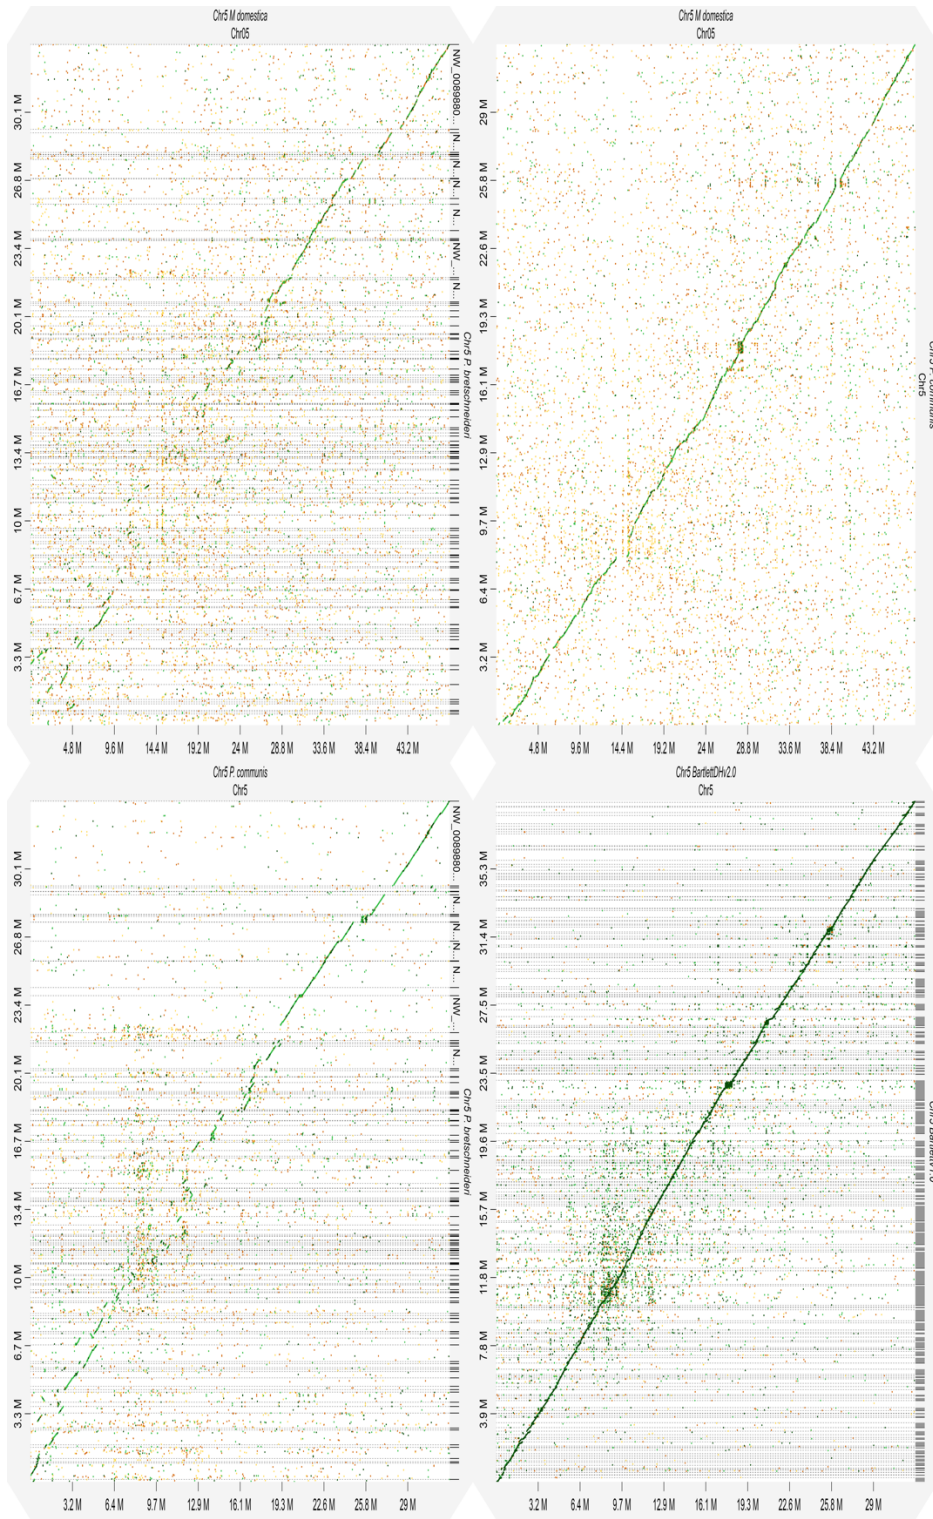 Chr5 M domestica
Chr05
30.1 M
26.8 M
23.4 M
20.1 M
16.7 M
13.4 M
10 M
6.7 M
3.3 M
NW_0089880...
N...
N...
N...
N...
NW_...
N...
Chr5 P. bretschneideri
4.8 M 9.6 M 14.4 M 19.2 M 24 M 28.8 M 33.6 M 38.4 M 43.2 M
Chr5 M domestica
Chr05
29 M
25.8 M
22.6 M
19.3 M
16.1 M
12.9 M
9.7 M
6.4 M
3.2 M
Chr5
4.8 M 9.6 M 14.4 M 19.2 M 24 M 28.8 M 33.6 M 38.4 M 43.2 M
Chr5 P. communis
Chr5
30.1 M
26.8 M
23.4 M
20.1 M
16.7 M
13.4 M
10 M
6.7 M
3.3 M
NW_0089880...
N...
N...
N...
N...
NW_...
N...
Chr5 P. bretschneideri
3.2 M 6.4 M 9.7 M 12.9 M 16.1 M 19.3 M 22.6 M 25.8 M 29 M
Chr5 BartlettDHv2.0
Chr5
35.3 M
31.4 M
27.5 M
23.5 M
19.6 M
15.7 M
11.8 M
7.8 M
3.9 M
3.2 M 6.4 M 9.7 M 12.9 M 16.1 M 19.3 M 22.6 M 25.8 M 29 M